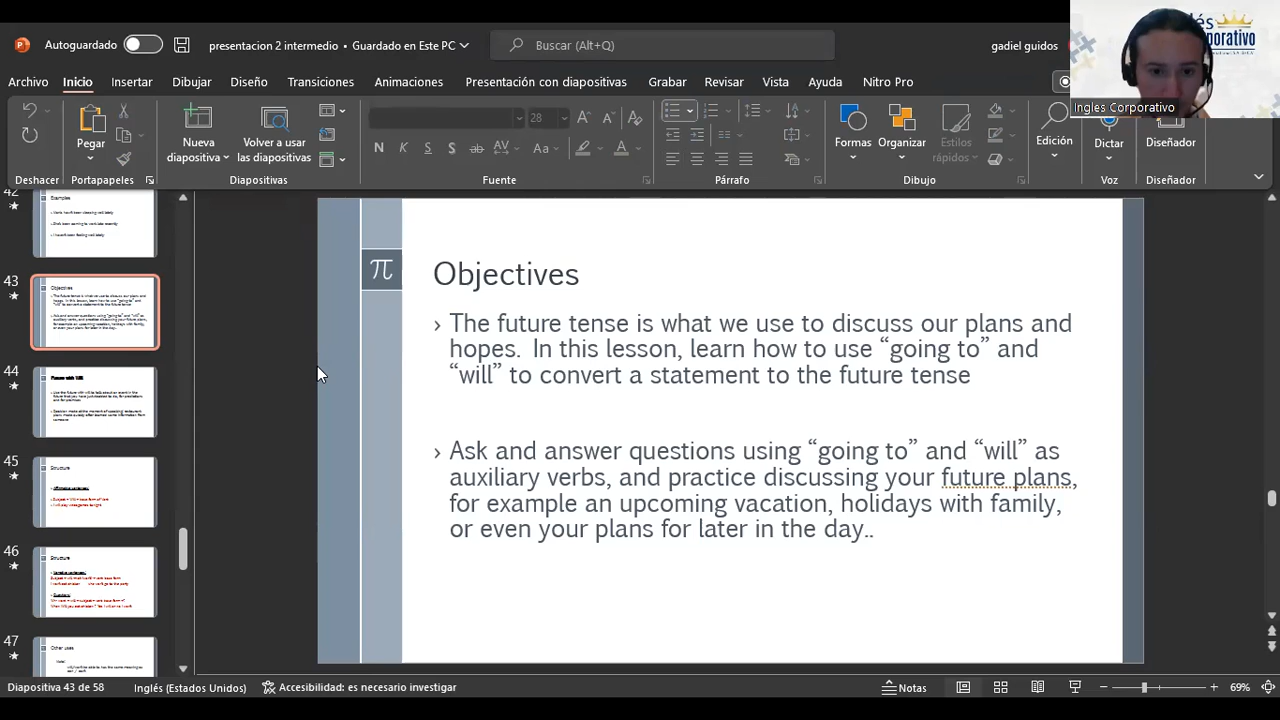 Autoguardado
presentacion 2 intermedio • Guardado en Este PC
Buscar (Alt+Q)
gadiel guidos
Ingles Corporativo
Archivo Inicio Insertar Dibujar Diseño Transiciones Animaciones Presentación con diapositivas Grabar Revisar Vista Ayuda Nitro Pro
Pegar
Nueva diapositiva
Volver a usar las diapositivas
28
Formas
Organizar
Estilos rápidos
Edición
Dictar
Diseñador
Deshacer Portapapeles Diapositivas Fuente Párrafo Dibujo Voz Diseñador
42
Examples
43
Objectives
44
Future with Will
45
Structure
46
Structure
47
Other uses
π
Objectives
› The future tense is what we use to discuss our plans and
hopes. In this lesson, learn how to use “going to” and
“will” to convert a statement to the future tense
› Ask and answer questions using “going to” and “will” as
auxiliary verbs, and practice discussing your future plans,
for example an upcoming vacation, holidays with family,
or even your plans for later in the day..
Diapositiva 43 de 58 Inglés (Estados Unidos) Accesibilidad: es necesario investigar Notas 69%